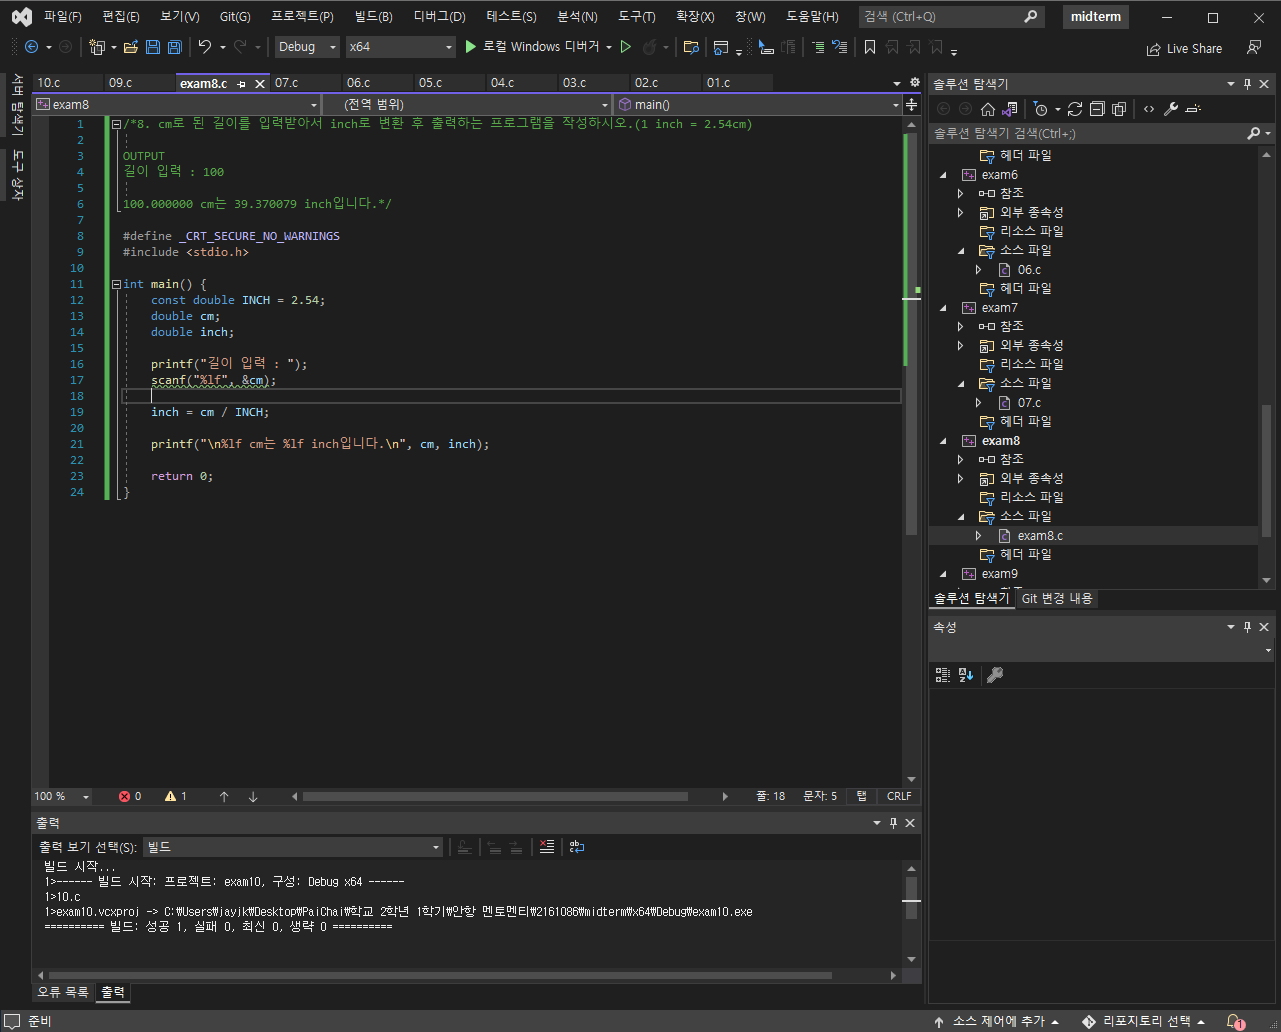 파일(F) 편집(E) 보기(V) Git(G) 프로젝트(P) 빌드(B) 디버그(D) 테스트(S) 분석(N) 도구(T) 확장(X) 창(W) 도움말(H) 검색 (Ctrl+Q) midterm
Debug x64 로컬 Windows 디버거 Live Share
서버 탐색기
도구 상자
10.c 09.c exam8.c 07.c 06.c 05.c 04.c 03.c 02.c 01.c
exam8 (전역 범위) main()
1 /*8. cm로 된 길이를 입력받아서 inch로 변환 후 출력하는 프로그램을 작성하시오.(1 inch = 2.54cm)
2
3 OUTPUT
4 길이 입력 : 100
5
6 100.000000 cm는 39.370079 inch입니다.*/
7
8 #define _CRT_SECURE_NO_WARNINGS
9 #include <stdio.h>
10
11 int main() {
12 const double INCH = 2.54;
13 double cm;
14 double inch;
15
16 printf("길이 입력 : ");
17 scanf("%lf", &cm);
18
19 inch = cm / INCH;
20
21 printf("\n%lf cm는 %lf inch입니다.\n", cm, inch);
22
23 return 0;
24 }
100 % 0 1 줄: 18 문자: 5 탭 CRLF
출력
출력 보기 선택(S): 빌드
빌드 시작...
1>------ 빌드 시작: 프로젝트: exam10, 구성: Debug x64 ------
1>10.c
1>exam10.vcxproj -> C:₩Users₩jayjk₩Desktop₩PaiChai₩학교 2학년 1학기₩안항 멘토멘티₩2161086₩midterm₩x64₩Debug₩exam10.exe
========== 빌드: 성공 1, 실패 0, 최신 0, 생략 0 ==========
오류 목록 출력
솔루션 탐색기
솔루션 탐색기 검색(Ctrl+;)
헤더 파일
exam6
참조
외부 종속성
리소스 파일
소스 파일
06.c
헤더 파일
exam7
참조
외부 종속성
리소스 파일
소스 파일
07.c
헤더 파일
exam8
참조
외부 종속성
리소스 파일
소스 파일
exam8.c
헤더 파일
exam9
솔루션 탐색기 Git 변경 내용
속성
준비 소스 제어에 추가 리포지토리 선택 1